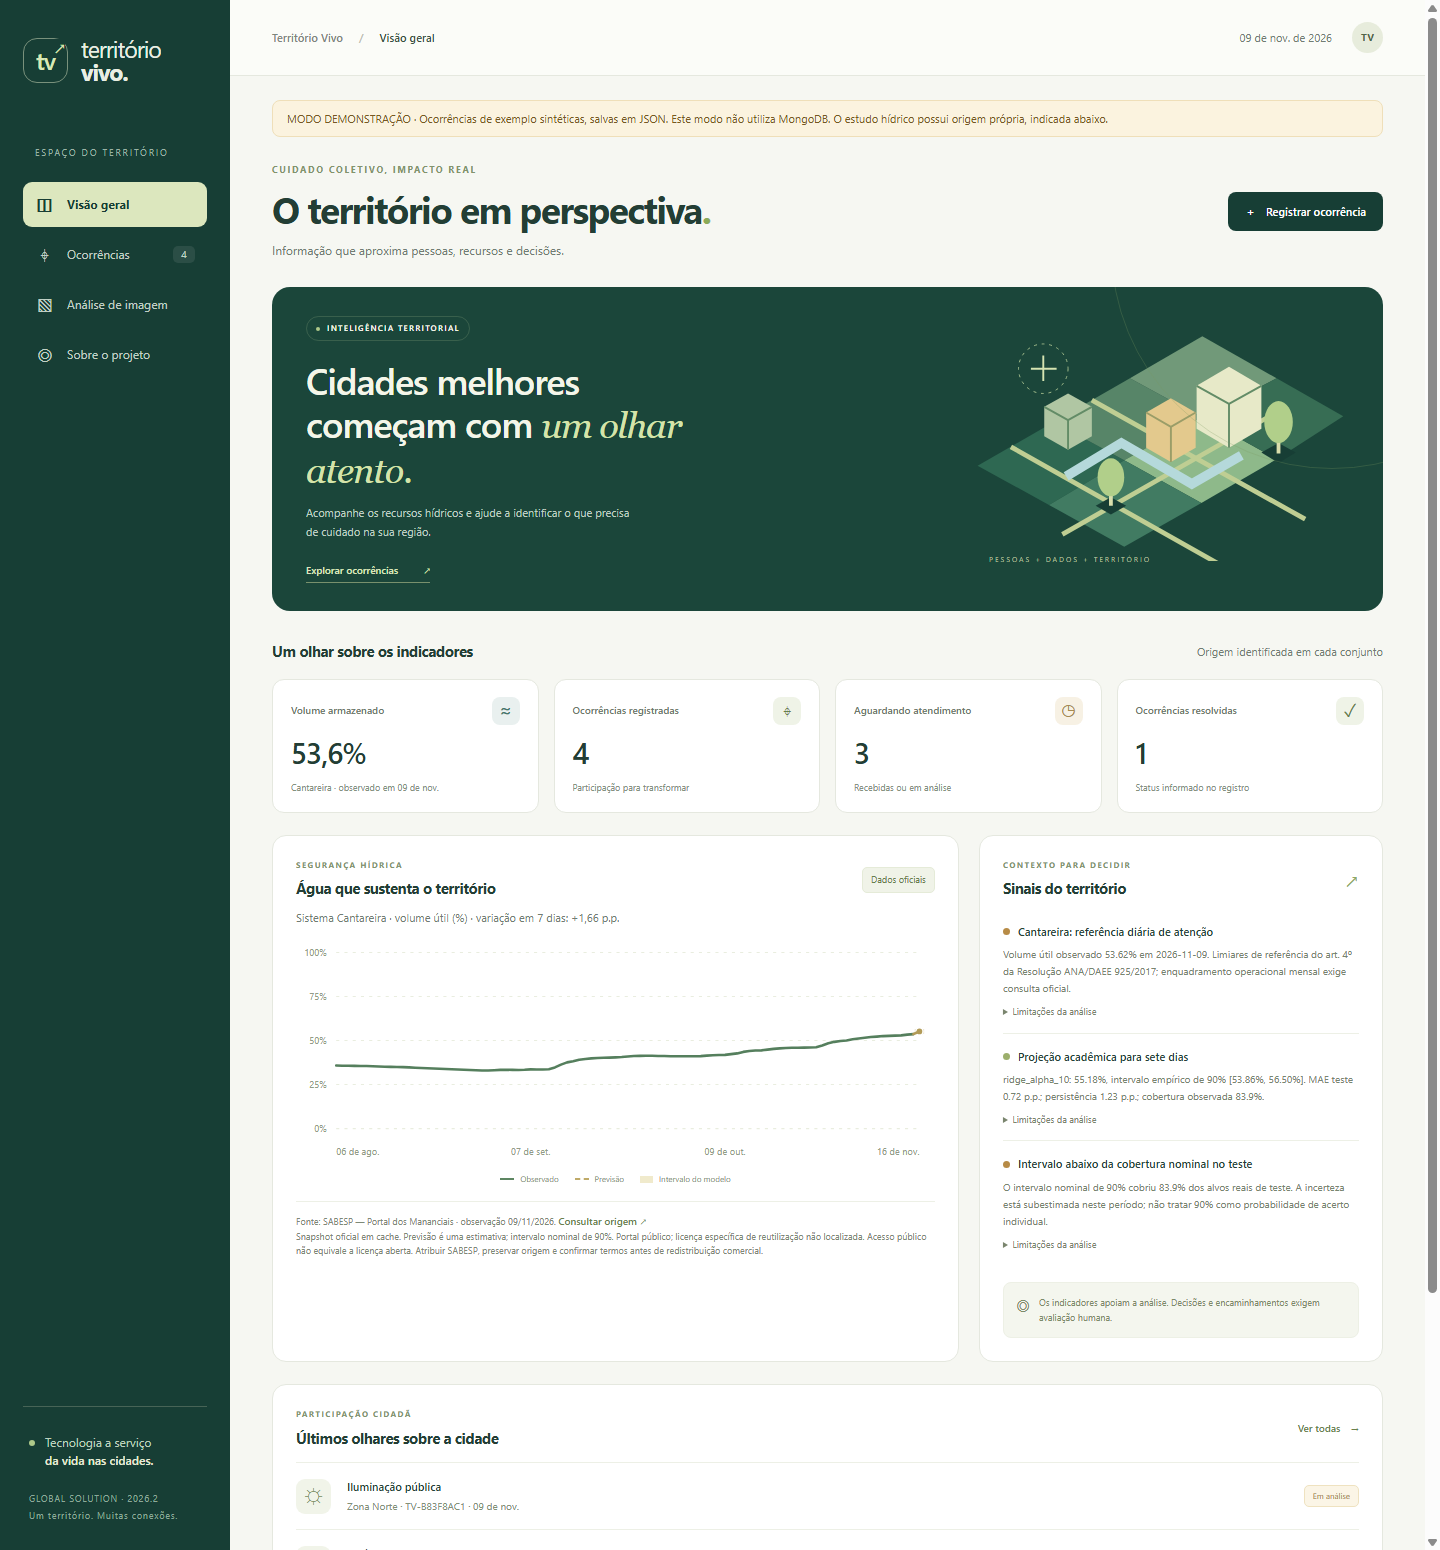 tv
território
vivo.
ESPAÇO DO TERRITÓRIO
Visão geral
Ocorrências 4
Análise de imagem
Sobre o projeto
Tecnologia a serviço
da vida nas cidades.
GLOBAL SOLUTION · 2026.2
Um território. Muitas conexões.
Território Vivo / Visão geral
09 de nov. de 2026 TV
MODO DEMONSTRAÇÃO · Ocorrências de exemplo sintéticas, salvas em JSON. Este modo não utiliza MongoDB. O estudo hídrico possui origem própria, indicada abaixo.
CUIDADO COLETIVO, IMPACTO REAL
O território em perspectiva.
+ Registrar ocorrência
Informação que aproxima pessoas, recursos e decisões.
INTELIGÊNCIA TERRITORIAL
Cidades melhores
começam com um olhar
atento.
Acompanhe os recursos hídricos e ajude a identificar o que precisa
de cuidado na sua região.
Explorar ocorrências ↗
PESSOAS + DADOS + TERRITÓRIO
Um olhar sobre os indicadores
Origem identificada em cada conjunto
Volume armazenado
53,6%
Cantareira · observado em 09 de nov.
Ocorrências registradas
4
Participação para transformar
Aguardando atendimento
3
Recebidas ou em análise
Ocorrências resolvidas
1
Status informado no registro
SEGURANÇA HÍDRICA
Água que sustenta o território
Dados oficiais
Sistema Cantareira · volume útil (%) · variação em 7 dias: +1,66 p.p.
100%
75%
50%
25%
0%
06 de ago. 07 de set. 09 de out. 16 de nov.
Observado Previsão Intervalo do modelo
Fonte: SABESP — Portal dos Mananciais · observação 09/11/2026. Consultar origem ↗
Snapshot oficial em cache. Previsão é uma estimativa; intervalo nominal de 90%. Portal público; licença específica de reutilização não localizada. Acesso público
não equivale a licença aberta. Atribuir SABESP, preservar origem e confirmar termos antes de redistribuição comercial.
CONTEXTO PARA DECIDIR
Sinais do território ↗
Cantareira: referência diária de atenção
Volume útil observado 53.62% em 2026-11-09. Limiares de referência do art. 4º
da Resolução ANA/DAEE 925/2017; enquadramento operacional mensal exige
consulta oficial.
Limitações da análise
Projeção acadêmica para sete dias
ridge_alpha_10: 55.18%, intervalo empírico de 90% [53.86%, 56.50%]. MAE teste
0.72 p.p.; persistência 1.23 p.p.; cobertura observada 83.9%.
Limitações da análise
Intervalo abaixo da cobertura nominal no teste
O intervalo nominal de 90% cobriu 83.9% dos alvos reais de teste. A incerteza
está subestimada neste período; não tratar 90% como probabilidade de acerto
individual.
Limitações da análise
Os indicadores apoiam a análise. Decisões e encaminhamentos exigem
avaliação humana.
PARTICIPAÇÃO CIDADÃ
Últimos olhares sobre a cidade
Ver todas →
Iluminação pública
Zona Norte · TV-B83F8AC1 · 09 de nov.
Em análise